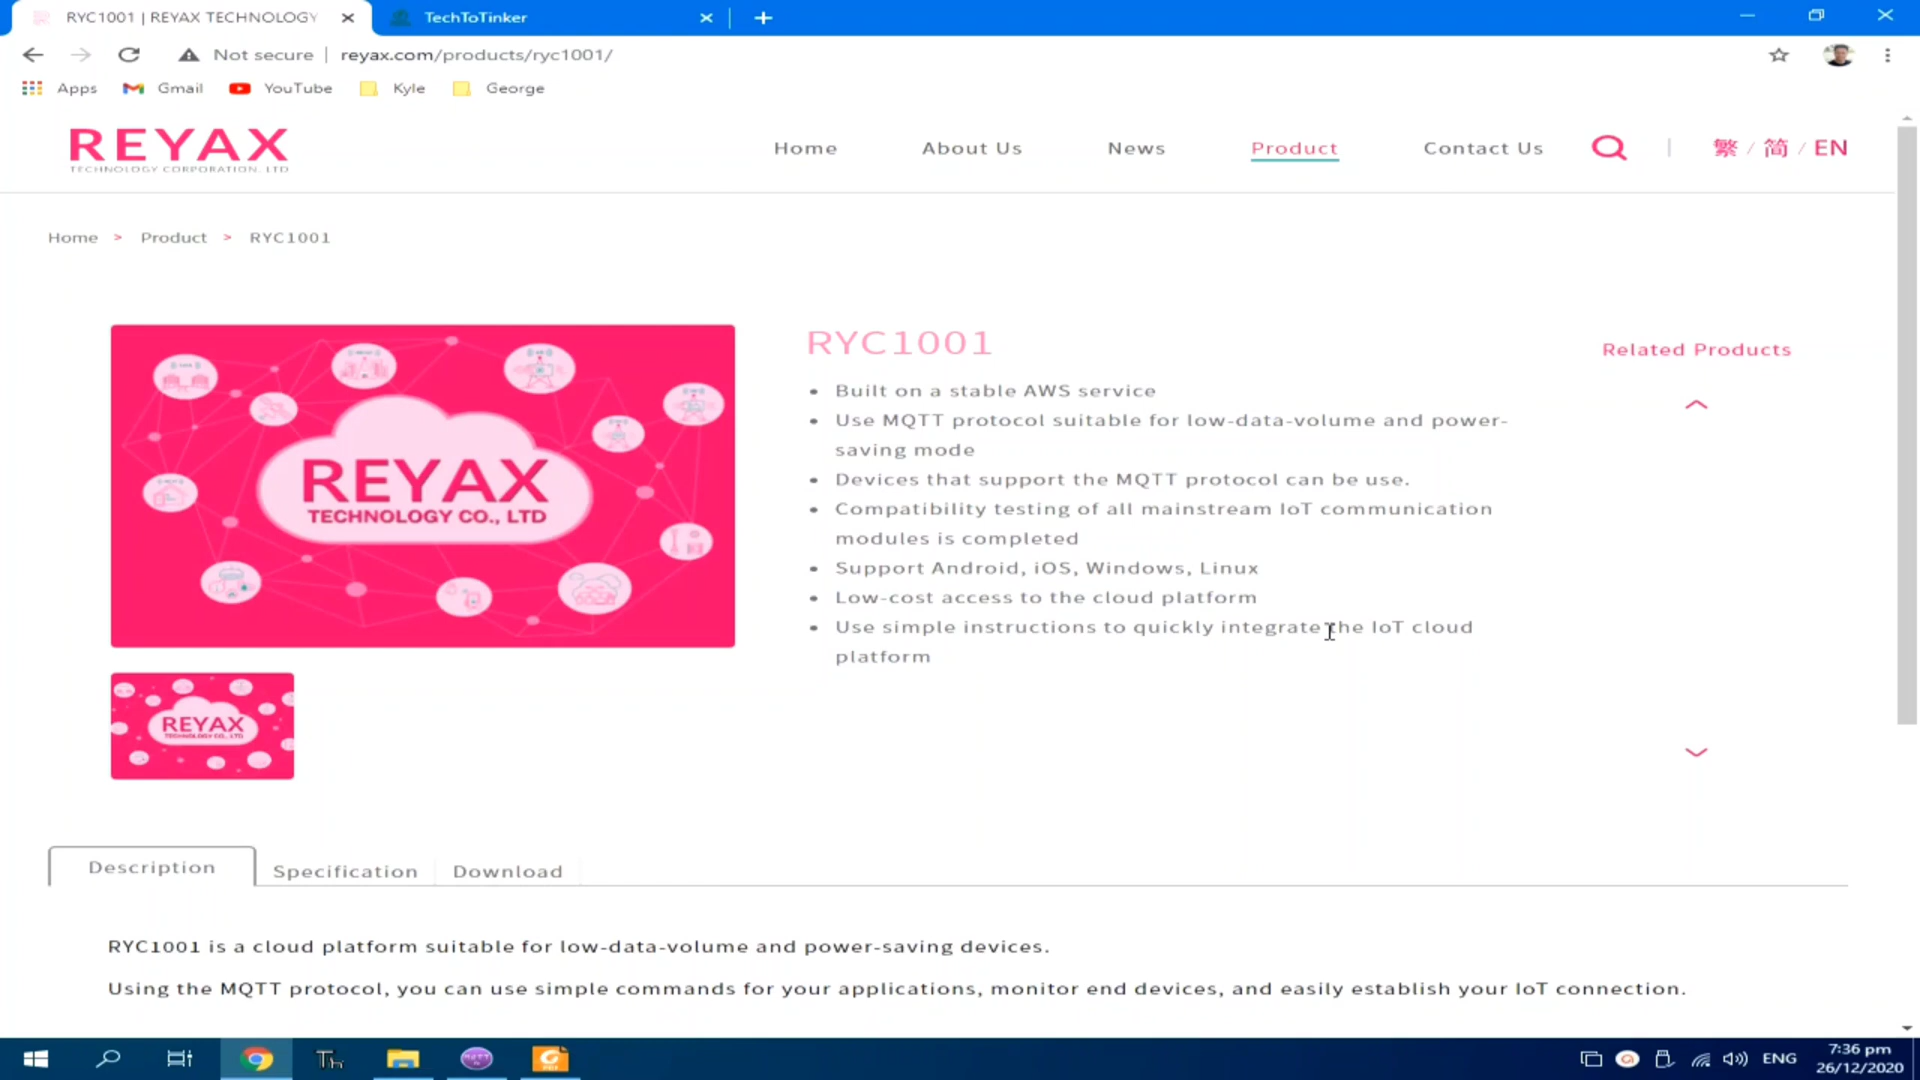 RYC1001 | REYAX TECHNOLOGY
TechToTinker
Not secure
reyax.com/products/ryc1001/
Apps
Gmail
YouTube
Kyle
George
REYAX
TECHNOLOGY CORPORATION. LTD
Home
About Us
News
Product
Contact Us
繁 / 简 / EN
Home > Product > RYC1001
REYAX
TECHNOLOGY CO., LTD
REYAX
TECHNOLOGY CO., LTD
RYC1001
Built on a stable AWS service
Use MQTT protocol suitable for low-data-volume and power-
saving mode
Devices that support the MQTT protocol can be use.
Compatibility testing of all mainstream IoT communication
modules is completed
Support Android, iOS, Windows, Linux
Low-cost access to the cloud platform
Use simple instructions to quickly integrate the IoT cloud
platform
Related Products
Description
Specification
Download
RYC1001 is a cloud platform suitable for low-data-volume and power-saving devices.
Using the MQTT protocol, you can use simple commands for your applications, monitor end devices, and easily establish your IoT connection.
Th
ENG
7:36 pm
26/12/2020